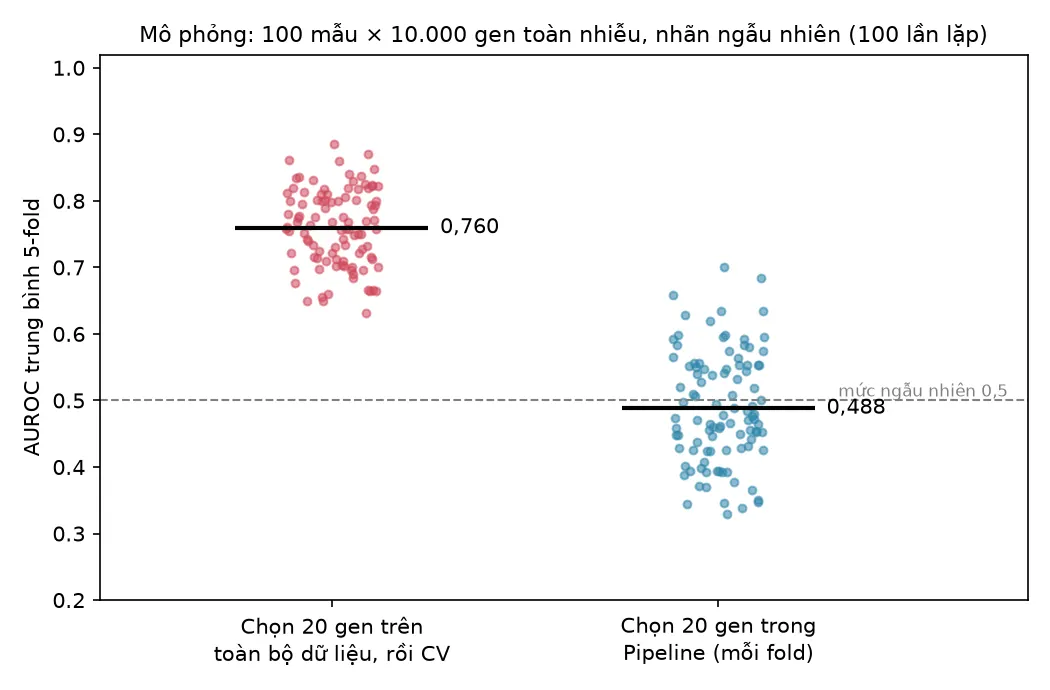 Mô phỏng: 100 mẫu × 10.000 gen toàn nhiễu, nhãn ngẫu nhiên (100 lần lặp)
AUROC trung bình 5-fold
1.0
0.9
0.8
0.7
0.6
0.5
0.4
0.3
0.2
0,760
mức ngẫu nhiên 0,5
0,488
Chọn 20 gen trên
toàn bộ dữ liệu, rồi CV
Chọn 20 gen trong
Pipeline (mỗi fold)